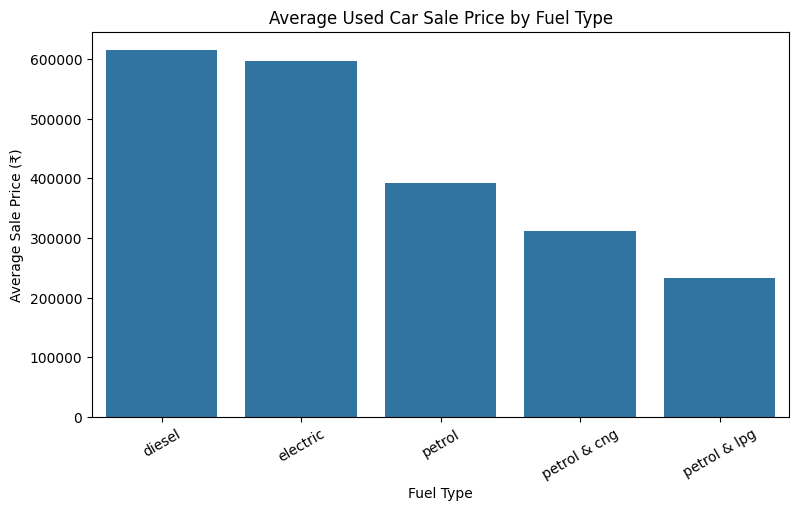 Average Used Car Sale Price by Fuel Type
Average Sale Price (₹)
600000
500000
400000
300000
200000
100000
0
diesel
electric
petrol
petrol & cng
petrol & lpg
Fuel Type